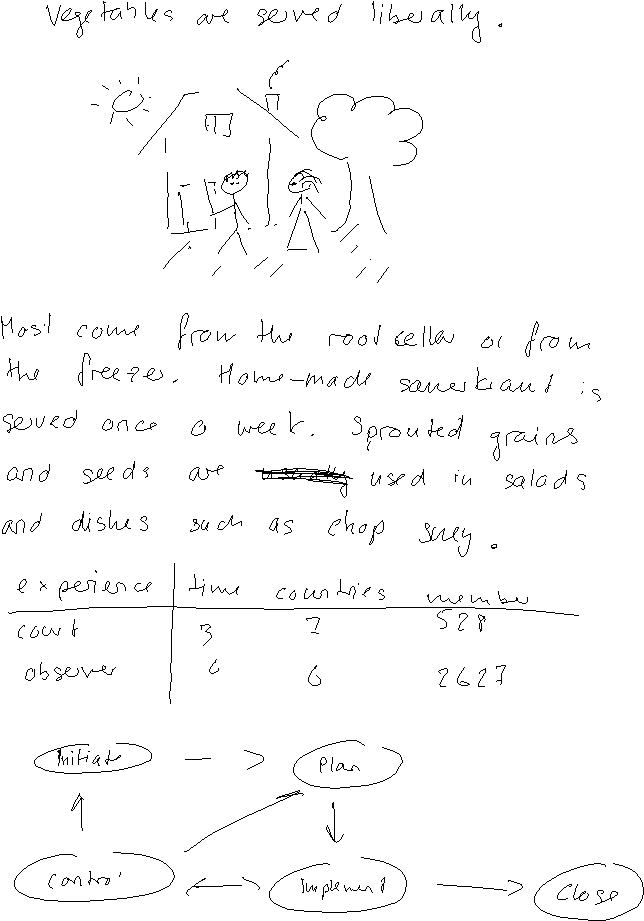 Vegetables are served liberally.
Most come from the root cellar or from
the freezer. Home-made sauerkraut is
served once a week. Sprouted grains
and seeds are used in salads
and dishes such as chop suey.
experience time countries member
court 3 7 528
observer 6 6 2627
Initiate Plan
Control Implement Close